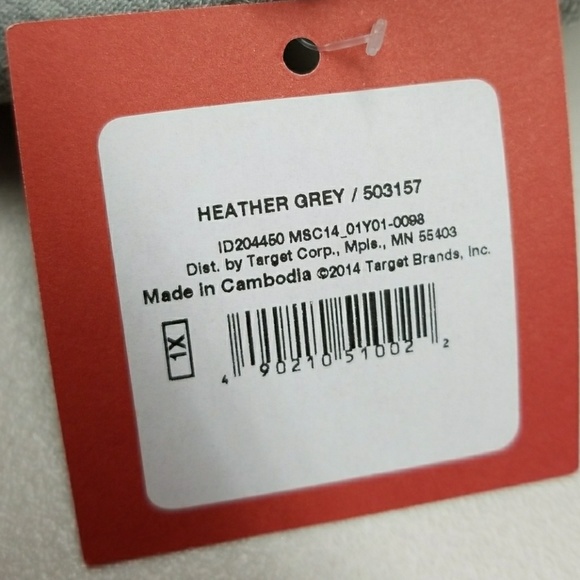 HEATHER GREY / 503157
ID204450 MSC14_01Y01-0098
Dist. by Target Corp., Mpls., MN 55403
Made in Cambodia ©2014 Target Brands, Inc.
1X
4 90210 51002 2